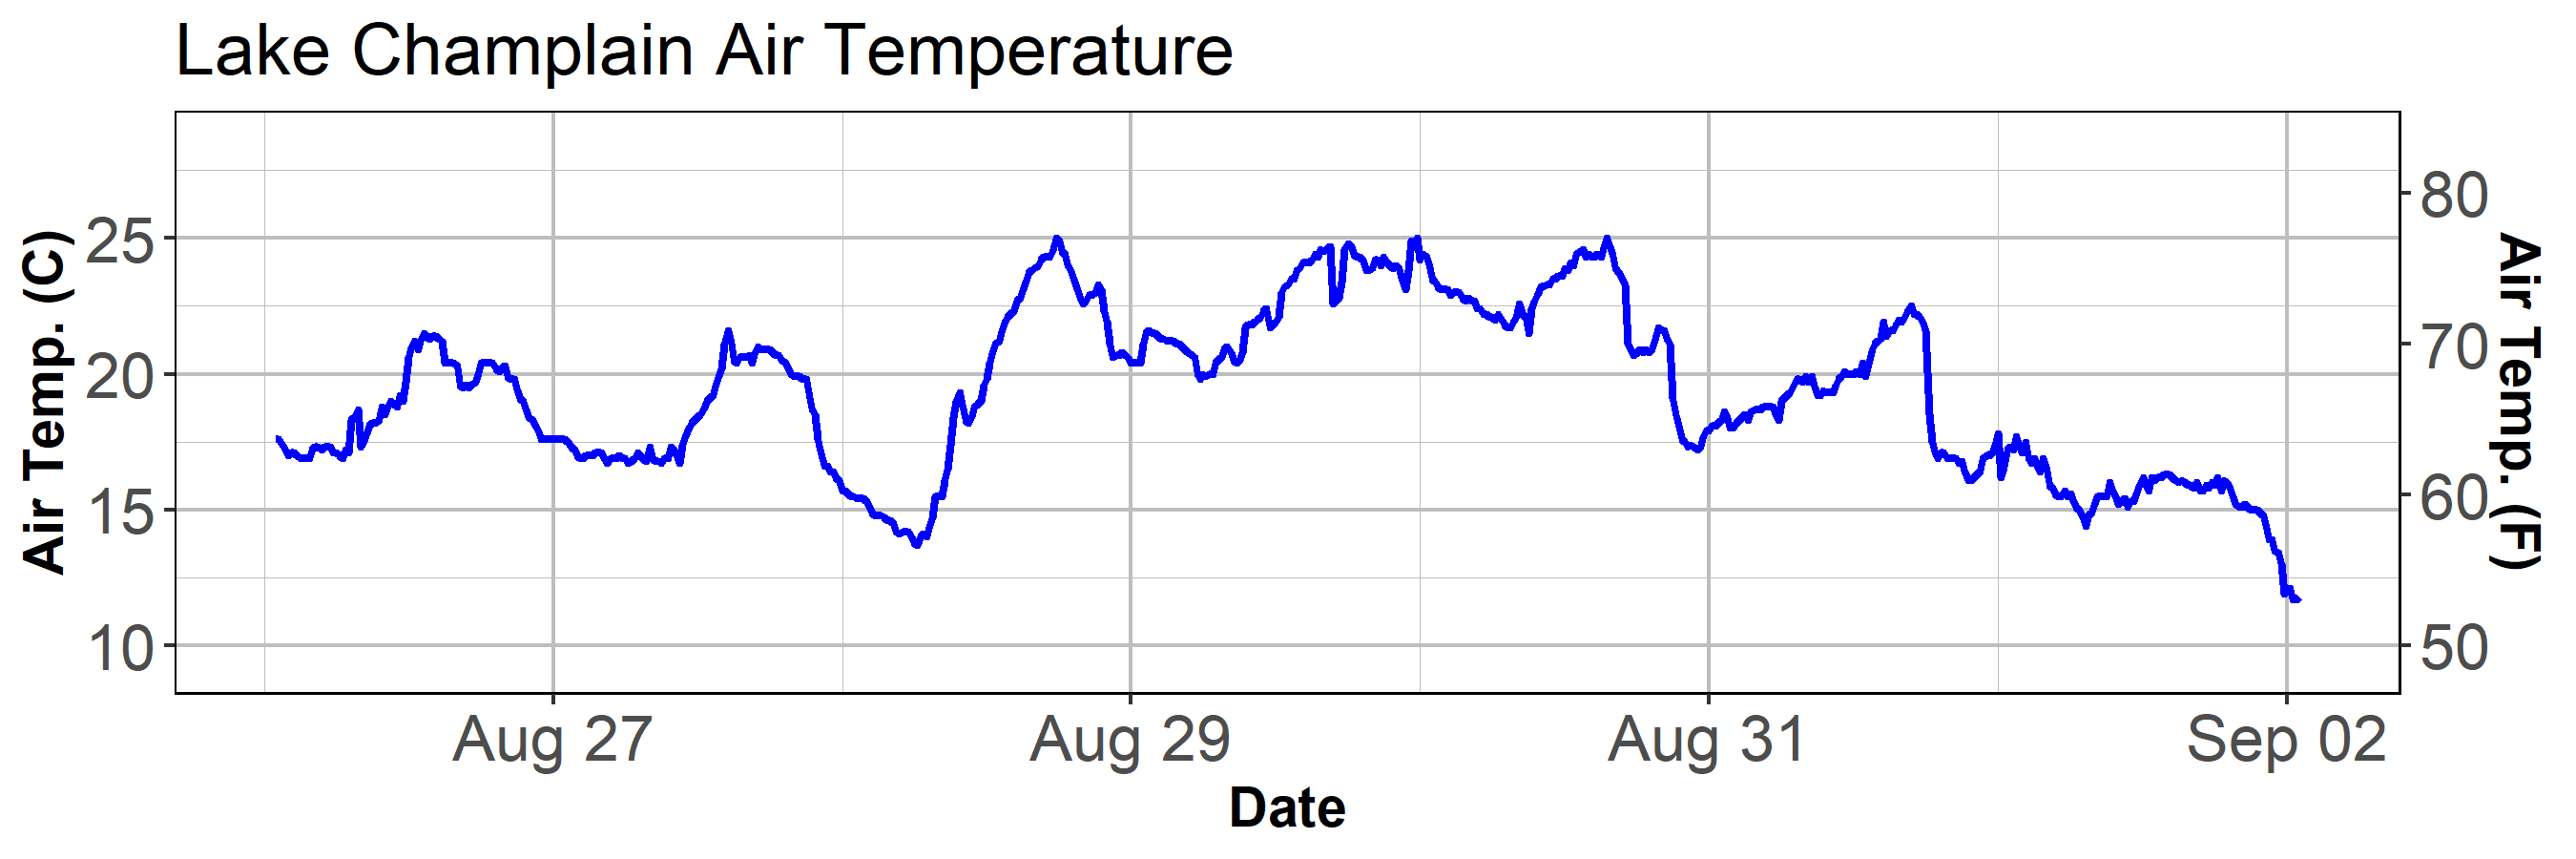 Lake Champlain Air Temperature
Air Temp. (C)
25
20
15
10
80
70
60
50
Air Temp. (F)
Aug 27
Aug 29
Aug 31
Sep 02
Date